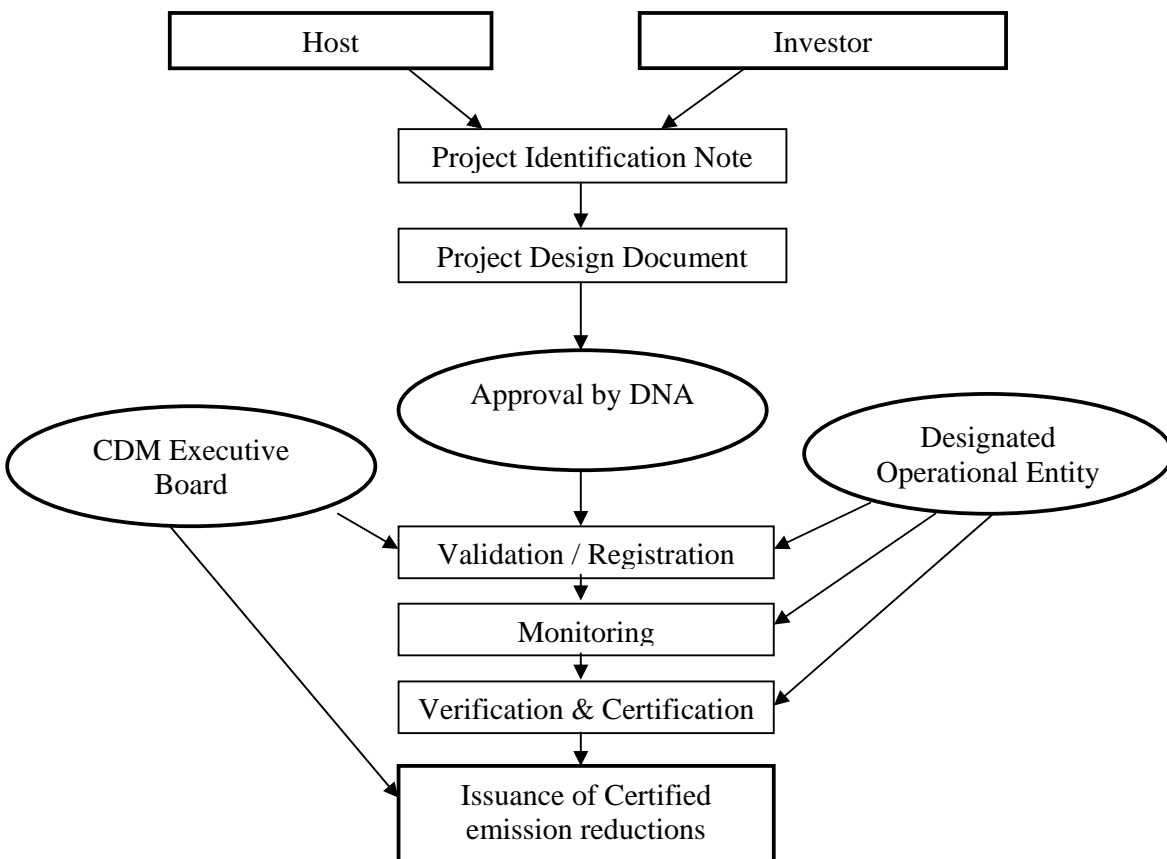 Host
Investor
Project Identification Note
Project Design Document
Approval by DNA
CDM Executive
Board
Designated
Operational Entity
Validation / Registration
Monitoring
Verification & Certification
Issuance of Certified
emission reductions